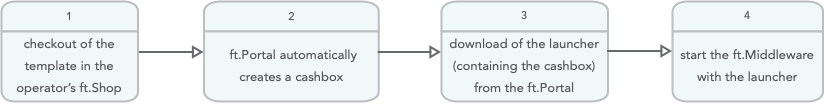 1
checkout of the
template in the
operator's ft.Shop
2
ft.Portal automatically
creates a cashbox
3
download of the launcher
(containing the cashbox)
from the ft.Portal
4
start the ft.Middleware
with the launcher